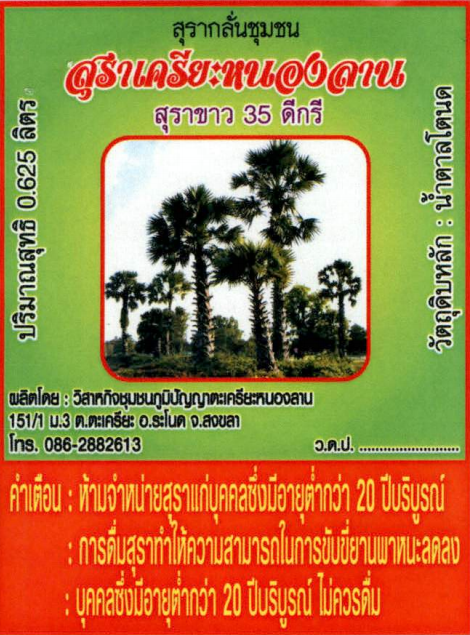 สุรากลั่นชุมชน
สุราเครียะหนองลาน
สุราขาว 35 ดีกรี
ปริมาณสุทธิ 0.625 ลิตร
วัตถุดิบหลัก : น้ำตาลโตนด
ผลิตโดย : วิสาหกิจชุมชนภูมิปัญญาตะเครียะหนองลาน
151/1 ม.3 ต.ตะเครียะ อ.ระโนด จ.สงขลา
โทร. 086-2882613
ว.ด.ป. ........................
คำเตือน : ห้ามจำหน่ายสุราแก่บุคคลซึ่งมีอายุต่ำกว่า 20 ปีบริบูรณ์
: การดื่มสุราทำให้ความสามารถในการขับขี่ยานพาหนะลดลง
: บุคคลซึ่งมีอายุต่ำกว่า 20 ปีบริบูรณ์ ไม่ควรดื่ม